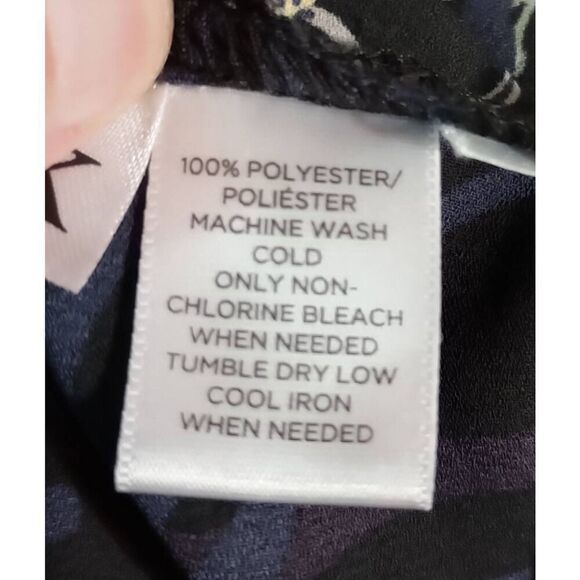 100% POLYESTER/
POLIÉSTER
MACHINE WASH
COLD
ONLY NON-
CHLORINE BLEACH
WHEN NEEDED
TUMBLE DRY LOW
COOL IRON
WHEN NEEDED